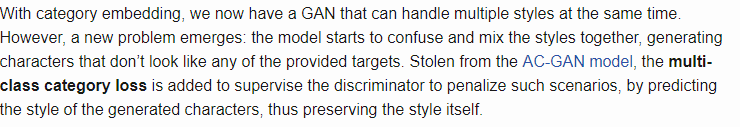 With category embedding, we now have a GAN that can handle multiple styles at the same time.
However, a new problem emerges: the model starts to confuse and mix the styles together, generating
characters that don’t look like any of the provided targets. Stolen from the AC-GAN model, the multi-
class category loss is added to supervise the discriminator to penalize such scenarios, by predicting
the style of the generated characters, thus preserving the style itself.